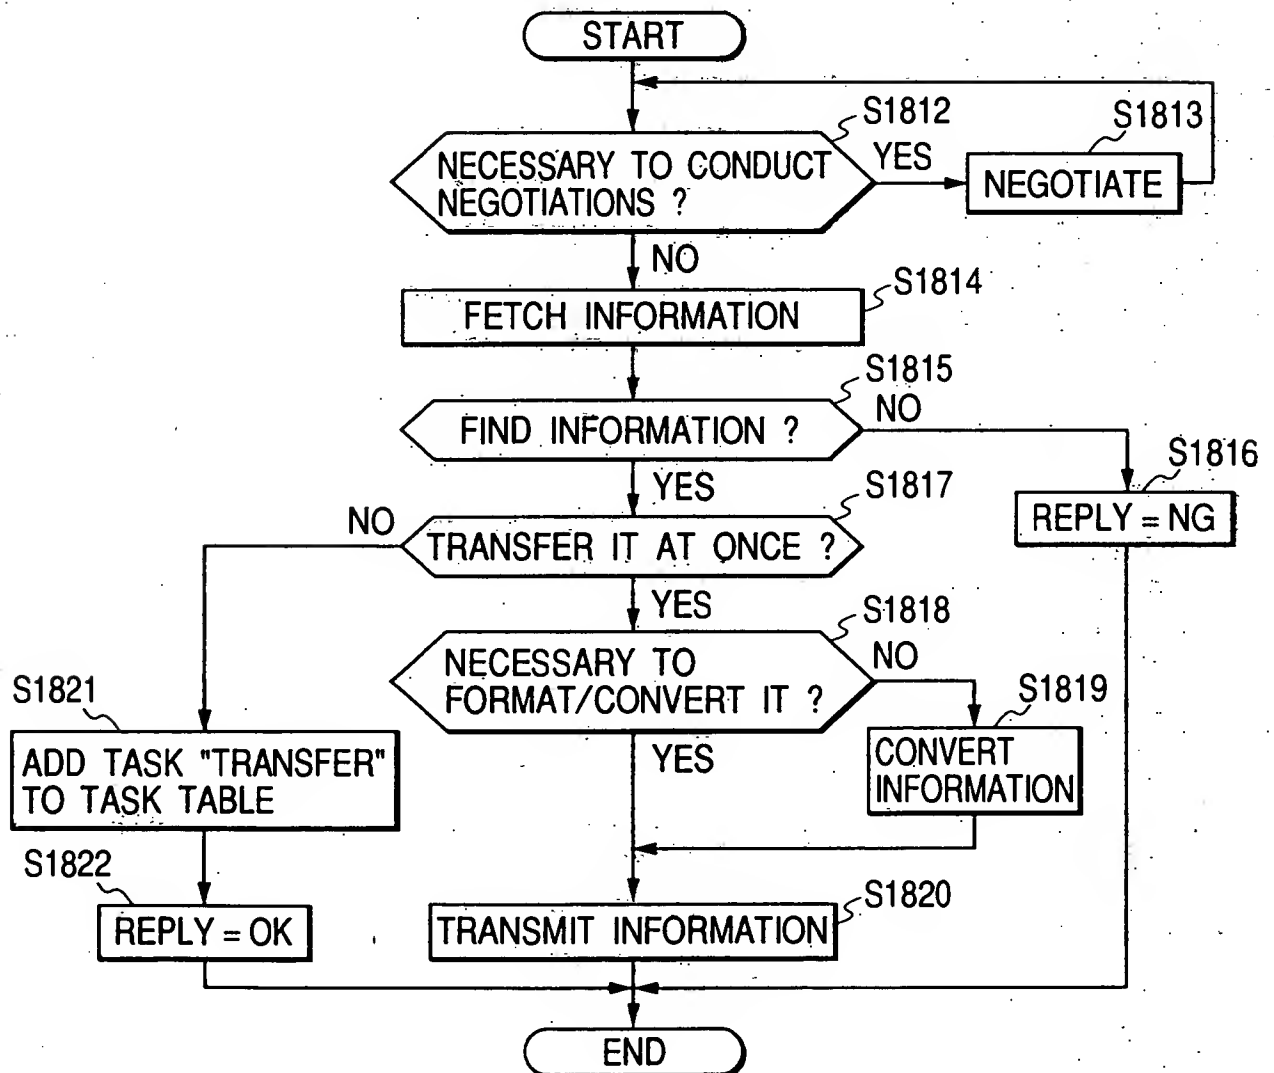 START
S1812
S1813
NECESSARY TO CONDUCT
NEGOTIATIONS ?
YES
NEGOTIATE
NO
S1814
FETCH INFORMATION
S1815
FIND INFORMATION ?
NO
S1816
YES
REPLY = NG
S1817
NO
TRANSFER IT AT ONCE ?
YES
S1818
NECESSARY TO
FORMAT/CONVERT IT ?
NO
S1819
YES
CONVERT
INFORMATION
S1821
ADD TASK "TRANSFER"
TO TASK TABLE
S1822
REPLY = OK
S1820
TRANSMIT INFORMATION
END